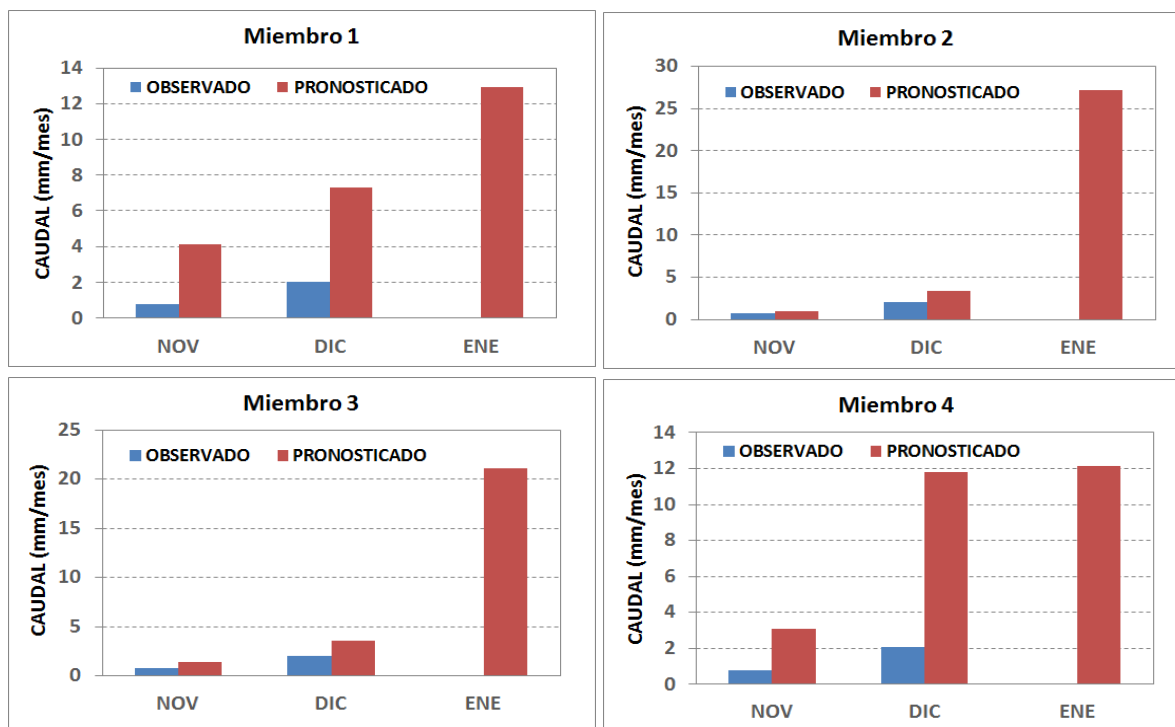 Miembro 1
OBSERVADO PRONOSTICADO
CAUDAL (mm/mes)
14
12
10
8
6
4
2
0
NOV DIC ENE
Miembro 2
OBSERVADO PRONOSTICADO
CAUDAL (mm/mes)
30
25
20
15
10
5
0
NOV DIC ENE
Miembro 3
OBSERVADO PRONOSTICADO
CAUDAL (mm/mes)
25
20
15
10
5
0
NOV DIC ENE
Miembro 4
OBSERVADO PRONOSTICADO
CAUDAL (mm/mes)
14
12
10
8
6
4
2
0
NOV DIC ENE